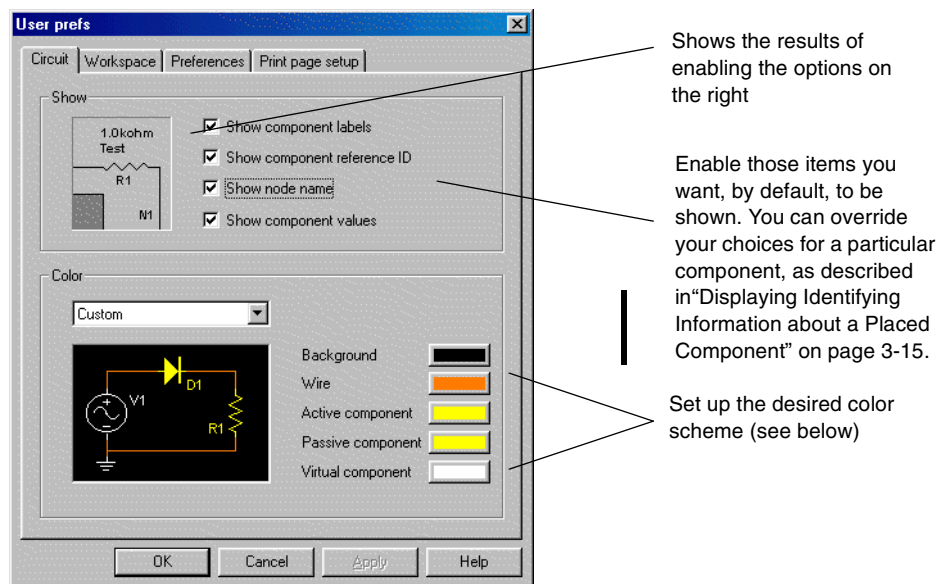 User prefs
Circuit Workspace Preferences Print page setup
Show
1.0kohm
Test
R1
N1
Show component labels
Show component reference ID
Show node name
Show component values
Color
Custom
V1
D1
R1
Background
Wire
Active component
Passive component
Virtual component
OK Cancel Apply Help
Shows the results of
enabling the options on
the right
Enable those items you
want, by default, to be
shown. You can override
your choices for a particular
component, as described
in“Displaying Identifying
Information about a Placed
Component” on page 3-15.
Set up the desired color
scheme (see below)